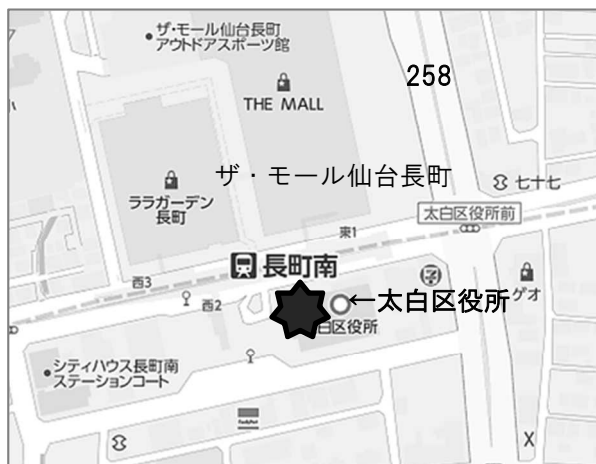 ザ・モール仙台長町
アウトドアスポーツ館
258
THE MALL
ザ・モール仙台長町
七十七
ララガーデン
長町
太白区役所前
東1
長町南
西3
西2
←太白区役所
ゲオ
白区役所
シティハウス長町南
ステーションコート
FamilyMart
X